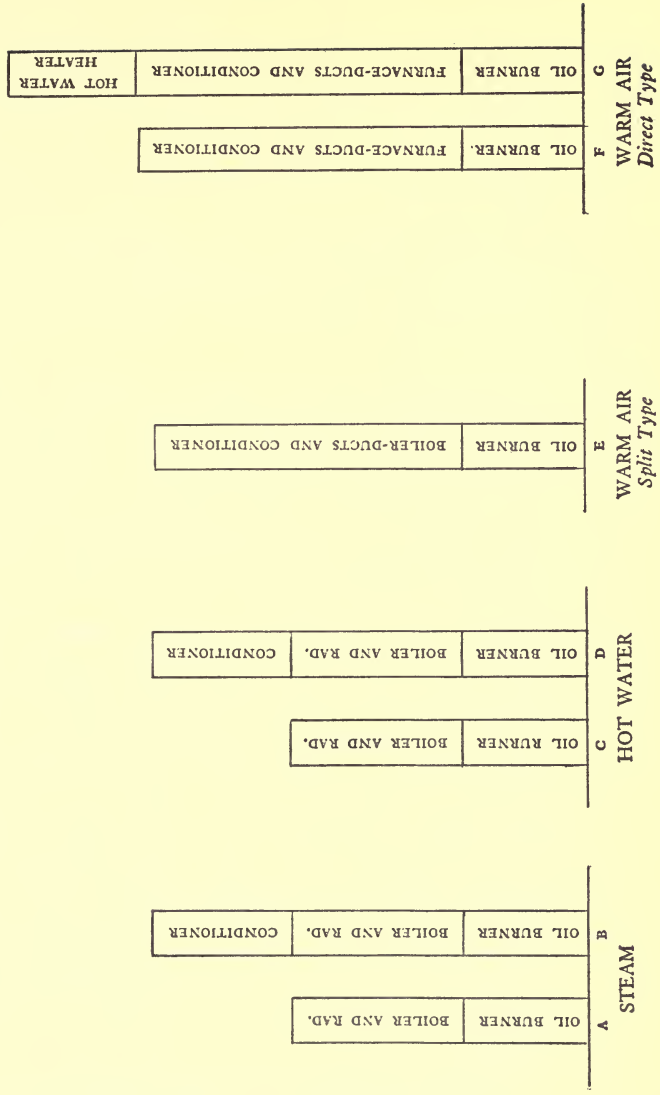 OIL BURNER
BOILER AND RAD.
A
OIL BURNER
BOILER AND RAD.
CONDITIONER
B
STEAM
OIL BURNER
BOILER AND RAD.
C
OIL BURNER
BOILER AND RAD.
CONDITIONER
D
HOT WATER
OIL BURNER
BOILER-DUCTS AND CONDITIONER
E
WARM AIR
Split Type
OIL BURNER.
FURNACE-DUCTS AND CONDITIONER
F
OIL BURNER
FURNACE-DUCTS AND CONDITIONER
HOT WATER
HEATER
G
WARM AIR
Direct Type